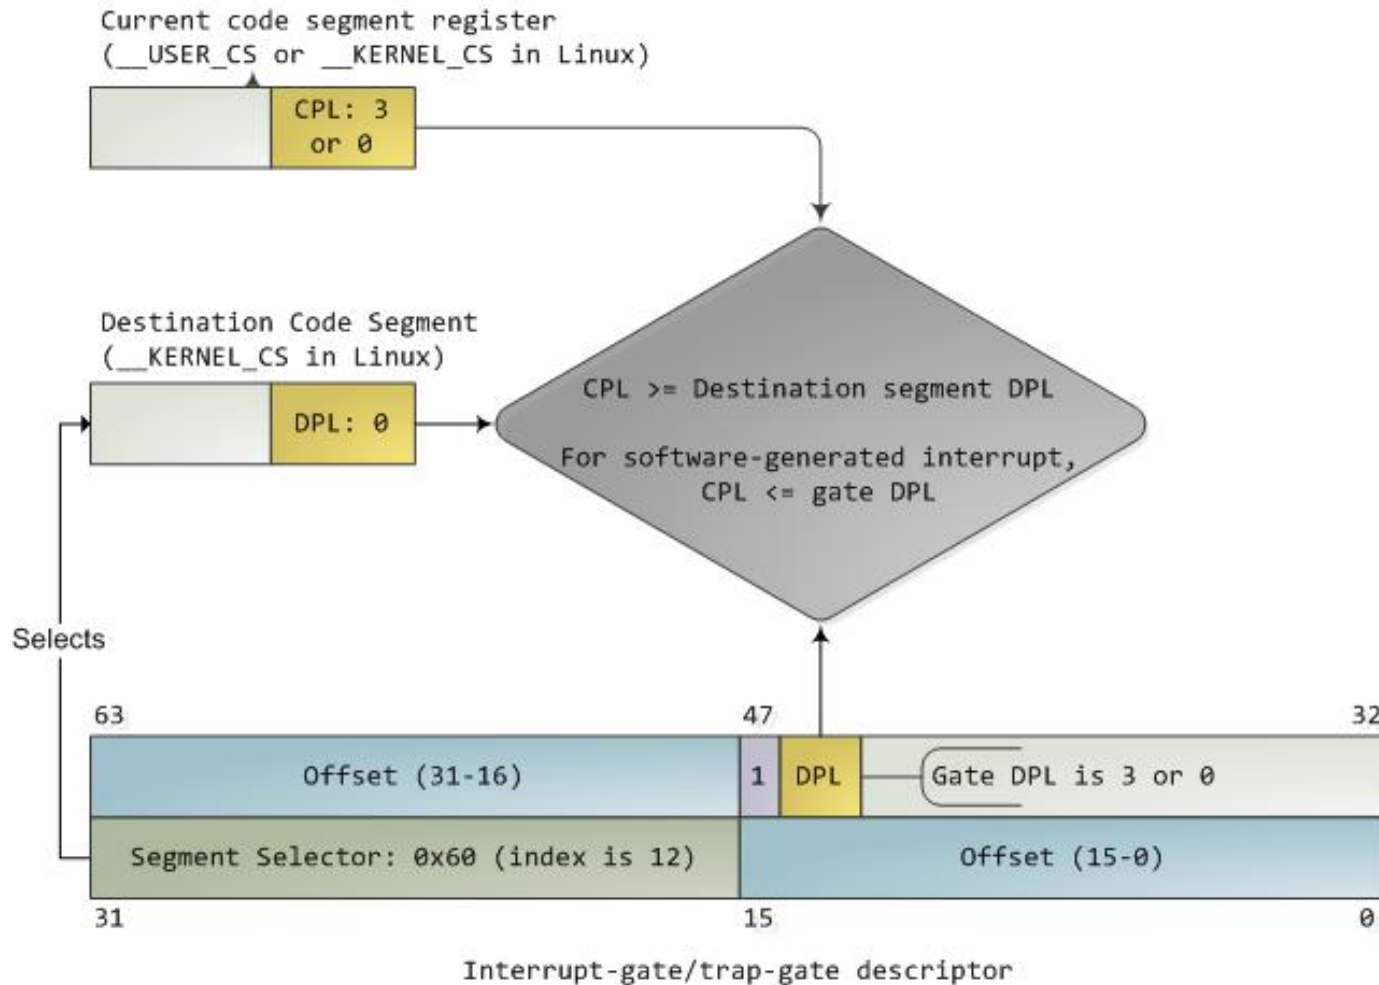 Current code segment register
(__USER_CS or __KERNEL_CS in Linux)
CPL: 3
or 0
Destination Code Segment
(__KERNEL_CS in Linux)
DPL: 0
CPL >= Destination segment DPL
For software-generated interrupt,
CPL <= gate DPL
Selects
63 47 32
Offset (31-16) 1 DPL Gate DPL is 3 or 0
Segment Selector: 0x60 (index is 12) Offset (15-0)
31 15 0
Interrupt-gate/trap-gate descriptor